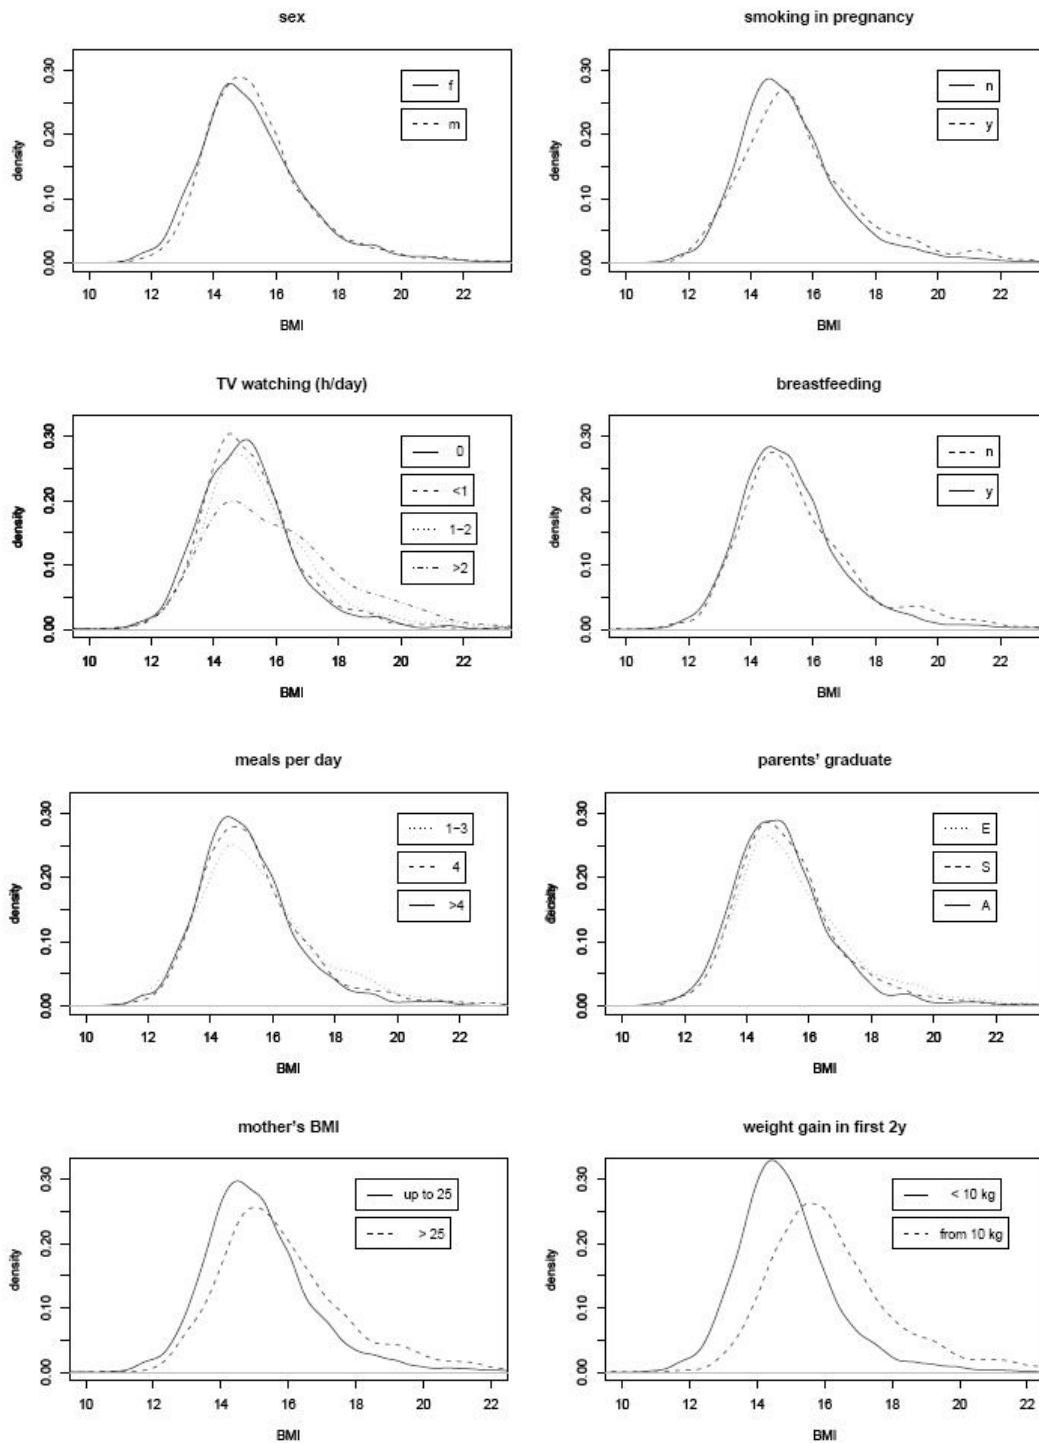 sex
density
0.00 0.10 0.20 0.30
f
m
10 12 14 16 18 20 22
BMI
smoking in pregnancy
density
0.00 0.10 0.20 0.30
n
y
10 12 14 16 18 20 22
BMI
TV watching (h/day)
density
0.00 0.10 0.20 0.30
0
<1
1-2
>2
10 12 14 16 18 20 22
BMI
breastfeeding
density
0.00 0.10 0.20 0.30
n
y
10 12 14 16 18 20 22
BMI
meals per day
density
0.00 0.10 0.20 0.30
1-3
4
>4
10 12 14 16 18 20 22
BMI
parents' graduate
0.00 0.10 0.20 0.30
E
S
A
10 12 14 16 18 20 22
BMI
mother's BMI
density
0.00 0.10 0.20 0.30
up to 25
> 25
10 12 14 16 18 20 22
BMI
weight gain in first 2y
density
0.00 0.10 0.20 0.30
< 10 kg
from 10 kg
10 12 14 16 18 20 22
BMI